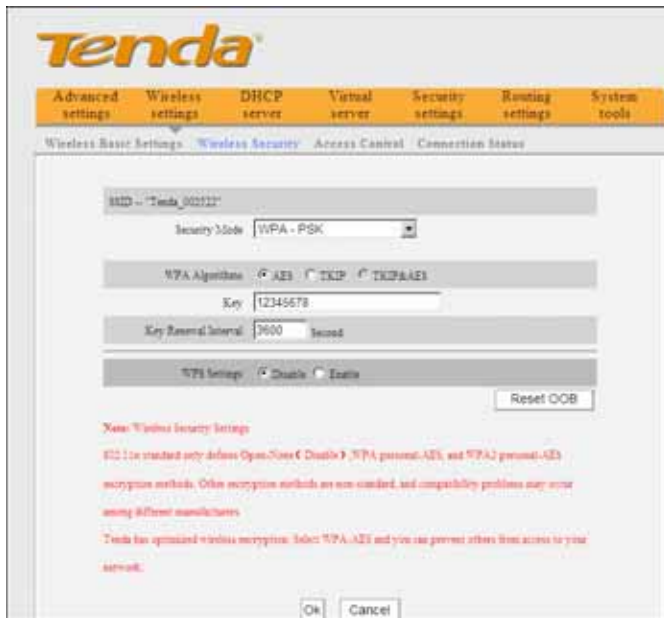 Tenda
Advanced settings Wireless settings DHCP server Virtual server Security settings Routing settings System tools
Wireless Basic Settings Wireless Security Access Control Connection Status
SSID -- "Tenda_002522"
Security Mode WPA - PSK
WPA Algorithms AES TKIP TKIP&AES
Key 12345678
Key Renewal Interval 3600 Second
WPS Settings Disable Enable
Reset OOB
Note: Wireless Security Settings
802.11n standard only defines Open-None ( Disable ) , WPA personal-AES, and WPA2 personal-AES
encryption methods. Other encryption methods are non-standard, and compatibility problems may occur
among different manufacturers.
Tenda has optimized wireless encryption. Select WPA-AES and you can prevent others from access to your
network.
Ok Cancel